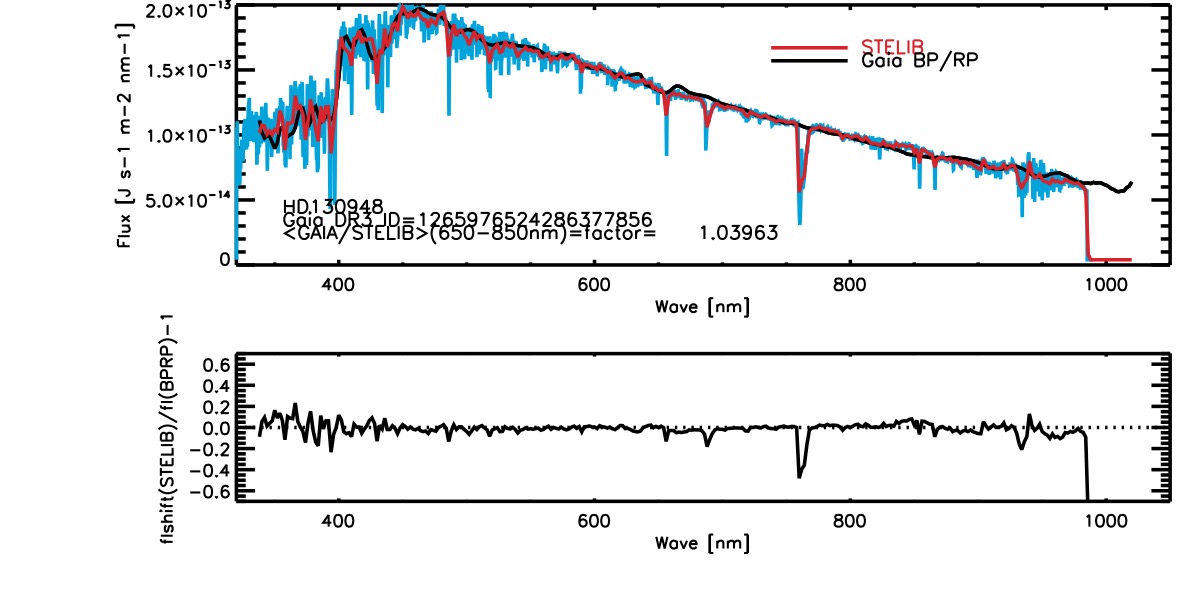 2.0×10−13
1.5×10−13
1.0×10−13
5.0×10−14
0
Flux [J s−1 m−2 nm−1]
STELIB
Gaia BP/RP
HD130948
Gaia DR3 ID=1265976524286377856
<GAIA/STELIB>(650−850nm)=factor= 1.03963
400 600 800 1000
Wave [nm]
flshift(STELIB)/fl(BPRP)−1
0.6
0.4
0.2
0.0
−0.2
−0.4
−0.6
400 600 800 1000
Wave [nm]